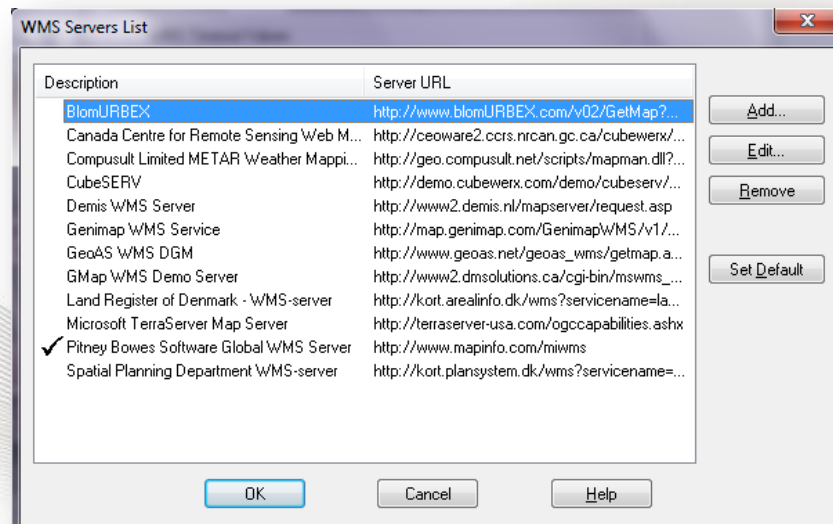 WMS Servers List
Description Server URL
BlomURBEX http://www.blomURBEX.com/v02/GetMap?...
Canada Centre for Remote Sensing Web M... http://ceoware2.ccrs.nrcan.gc.ca/cubewerx/...
Compusult Limited METAR Weather Mappi... http://geo.compusult.net/scripts/mapman.dll?...
CubeSERV http://demo.cubewerx.com/demo/cubeserv/...
Demis WMS Server http://www2.demis.nl/mapserver/request.asp
Genimap WMS Service http://map.genimap.com/GenimapWMS/v1/...
GeoAS WMS DGM http://www.geoas.net/geoas_wms/getmap.a...
GMap WMS Demo Server http://www2.dmsolutions.ca/cgi-bin/mswms_...
Land Register of Denmark - WMS-server http://kort.arealinfo.dk/wms?servicename=la...
Microsoft TerraServer Map Server http://terraserver-usa.com/ogccapabilities.ashx
Pitney Bowes Software Global WMS Server http://www.mapinfo.com/miwms
Spatial Planning Department WMS-server http://kort.plansystem.dk/wms?servicename=...
Add...
Edit...
Remove
Set Default
OK Cancel Help